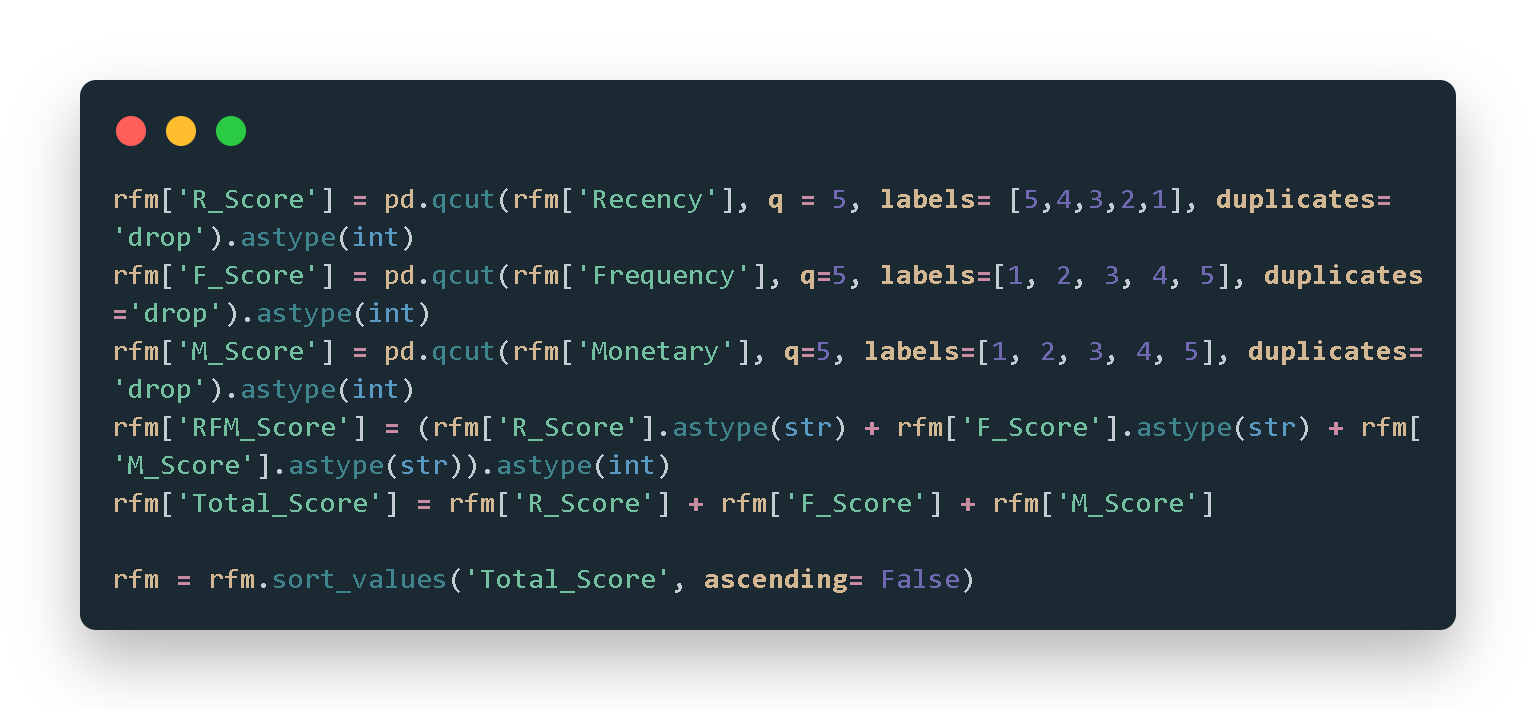 rfm['R_Score'] = pd.qcut(rfm['Recency'], q = 5, labels= [5,4,3,2,1], duplicates=
'drop').astype(int)
rfm['F_Score'] = pd.qcut(rfm['Frequency'], q=5, labels=[1, 2, 3, 4, 5], duplicates
='drop').astype(int)
rfm['M_Score'] = pd.qcut(rfm['Monetary'], q=5, labels=[1, 2, 3, 4, 5], duplicates=
'drop').astype(int)
rfm['RFM_Score'] = (rfm['R_Score'].astype(str) + rfm['F_Score'].astype(str) + rfm[
'M_Score'].astype(str)).astype(int)
rfm['Total_Score'] = rfm['R_Score'] + rfm['F_Score'] + rfm['M_Score']
rfm = rfm.sort_values('Total_Score', ascending= False)